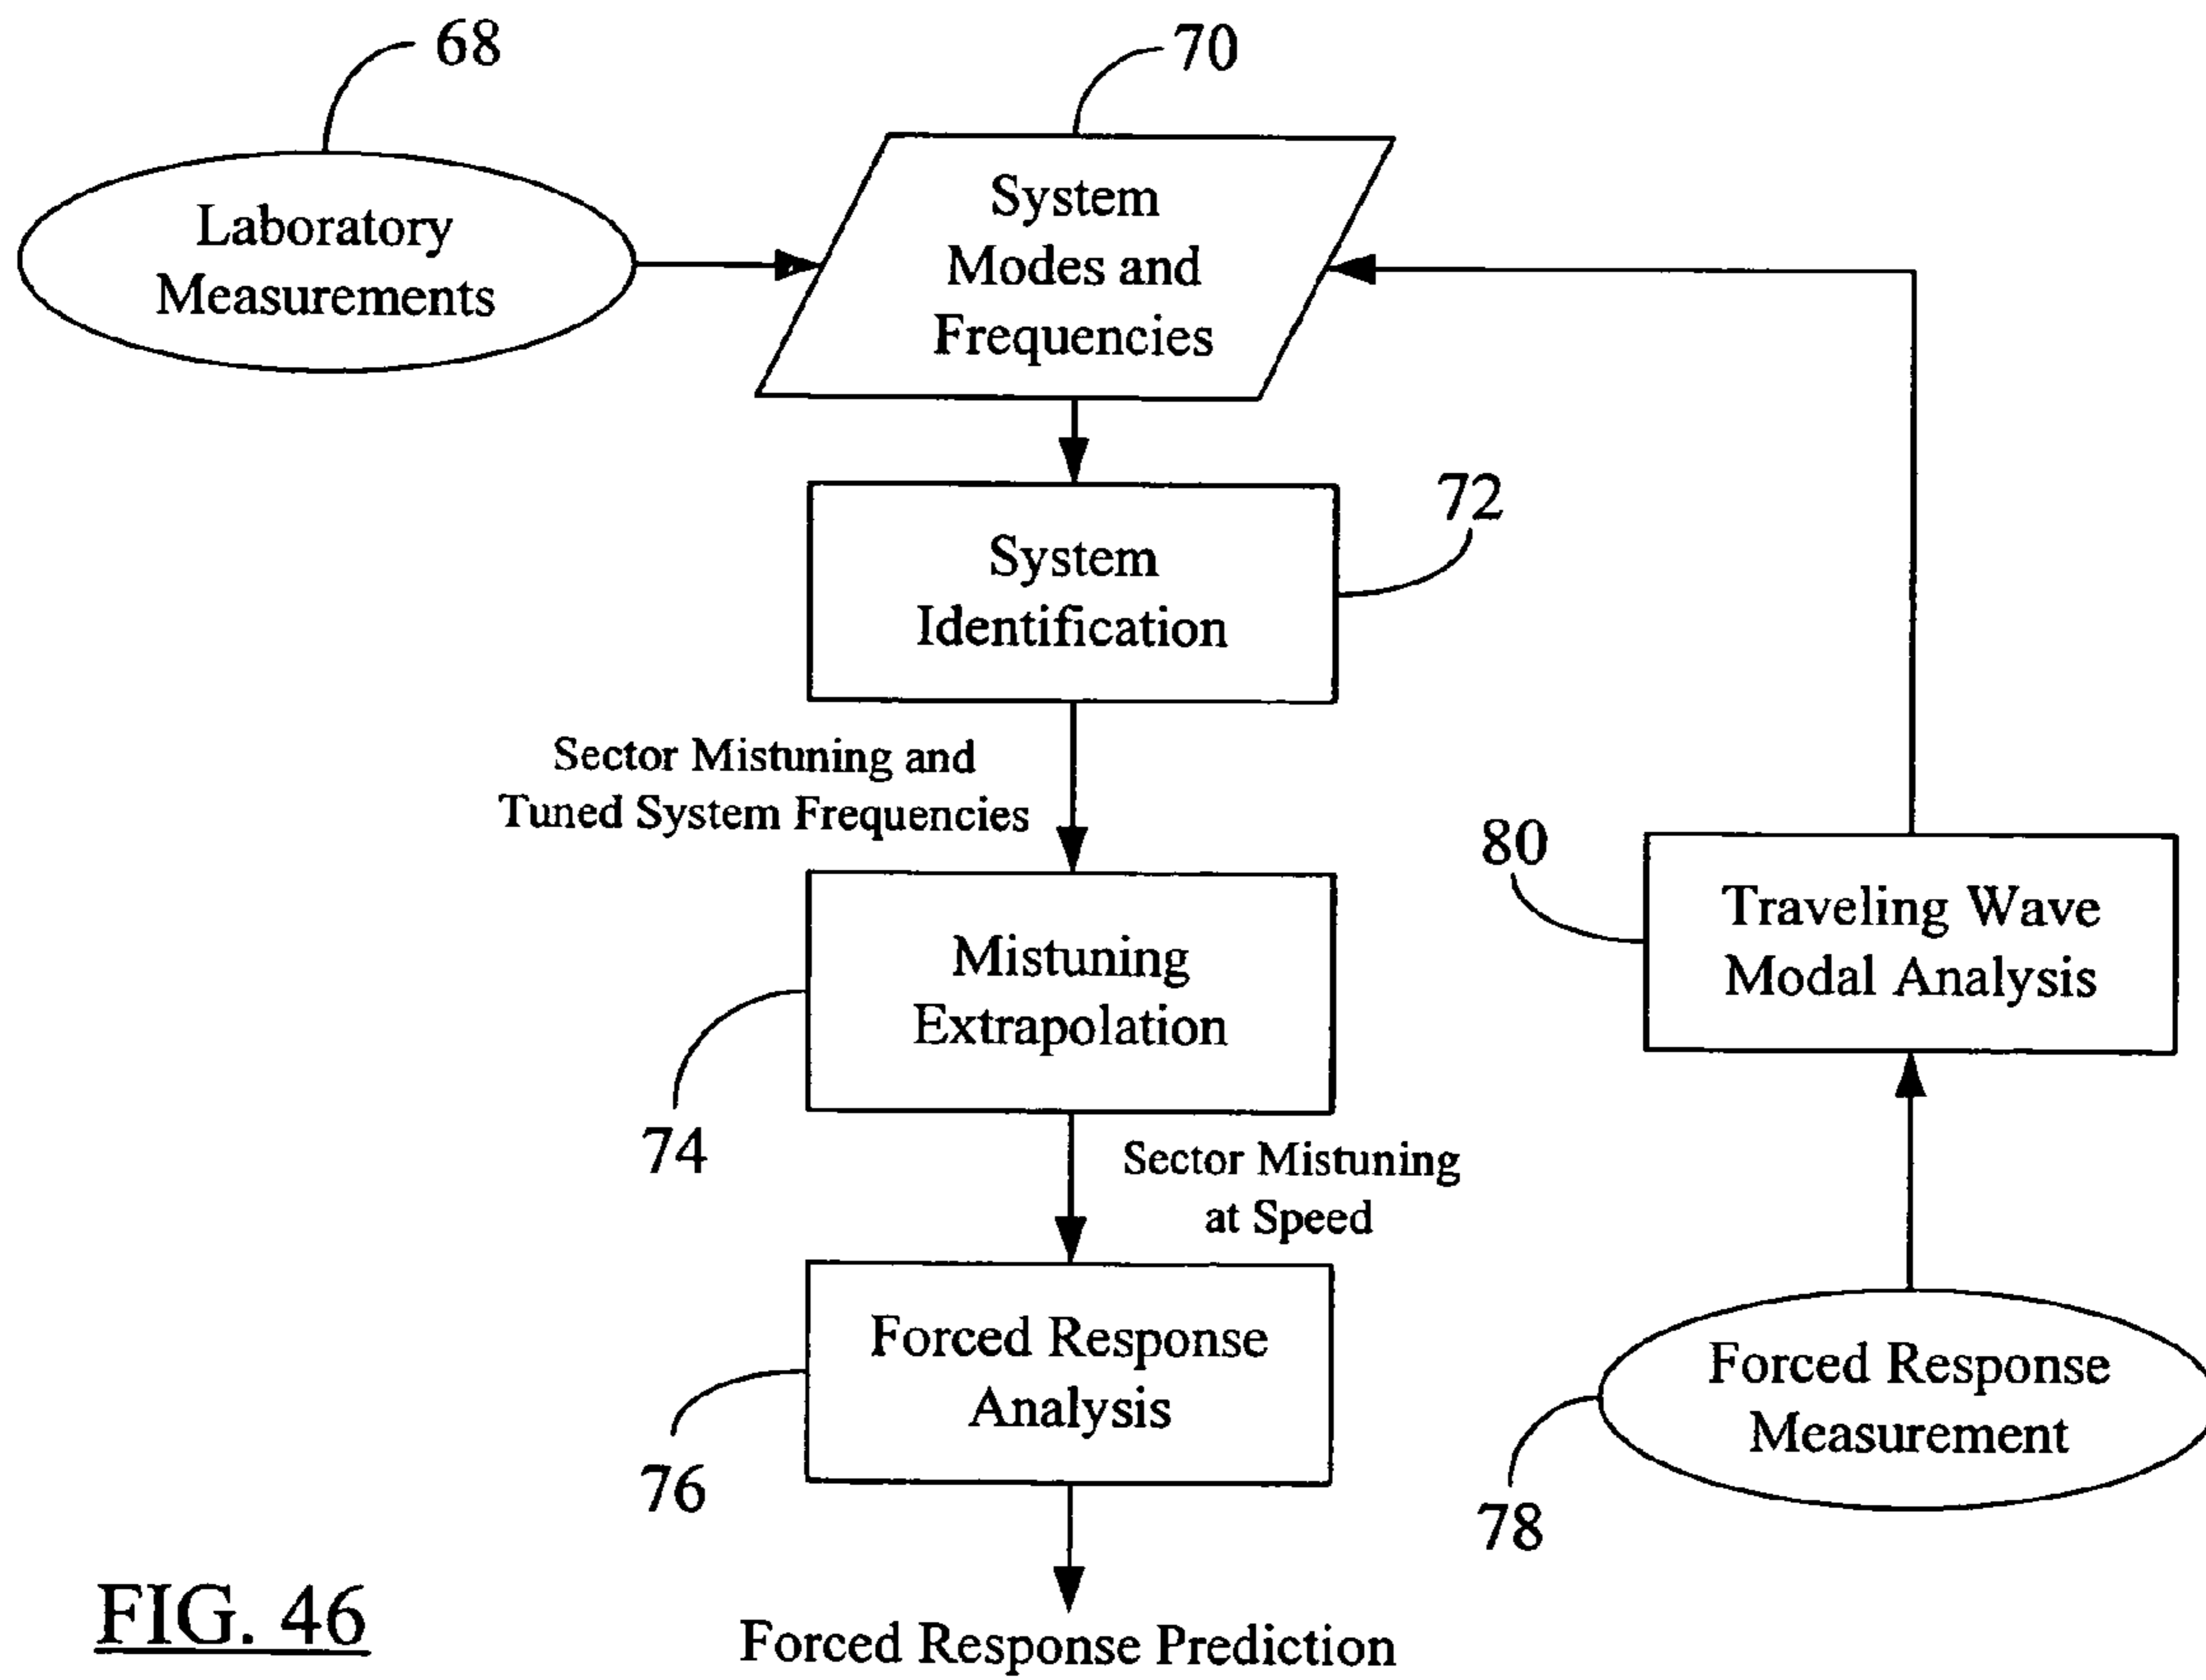 68
70
Laboratory
Measurements
System
Modes and
Frequencies
72
System
Identification
Sector Mistuning and
Tuned System Frequencies
80
Traveling Wave
Modal Analysis
Mistuning
Extrapolation
74
Sector Mistuning
at Speed
Forced Response
Analysis
76
Forced Response
Measurement
78
FIG. 46
Forced Response Prediction